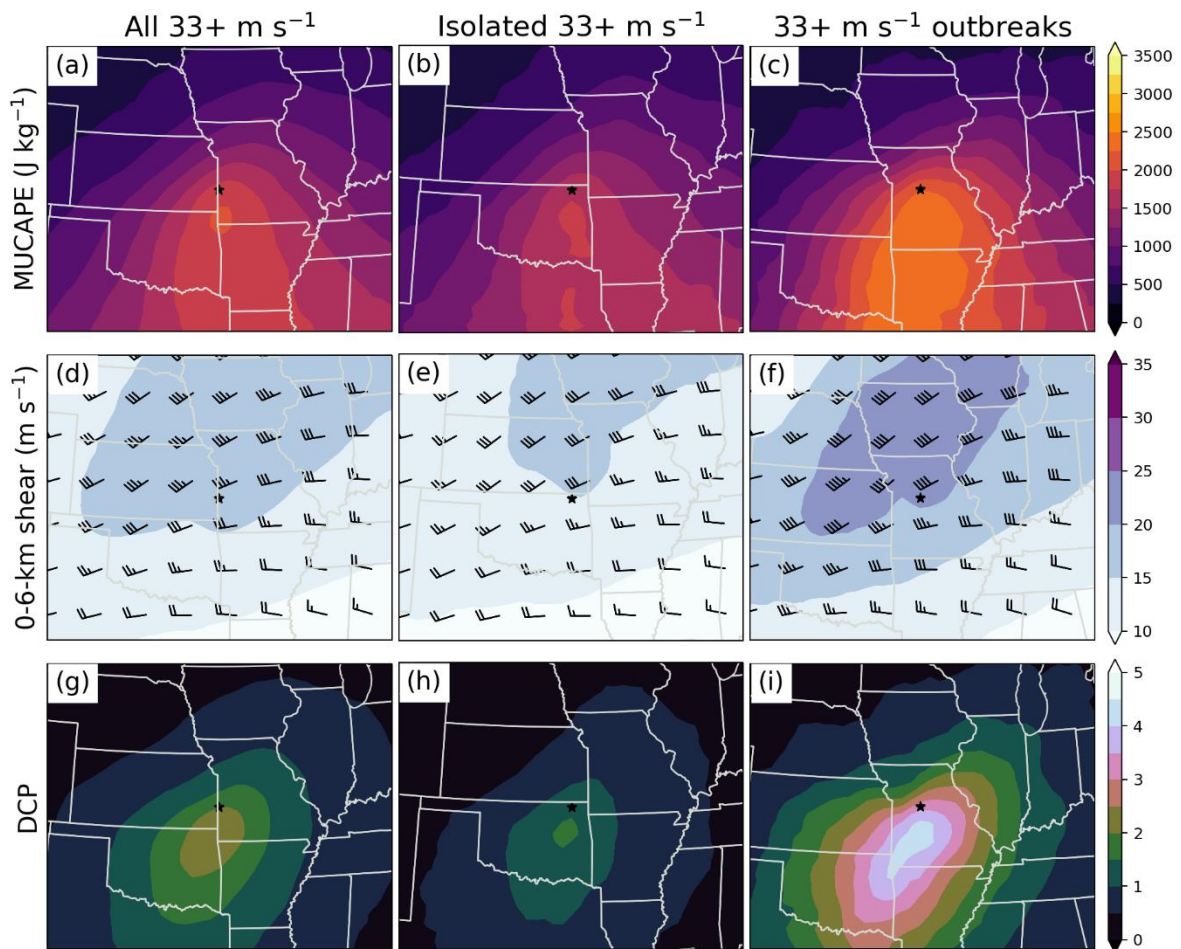 All 33+ m s⁻¹
Isolated 33+ m s⁻¹
33+ m s⁻¹ outbreaks
MUCAPE (J kg⁻¹)
(a)
(b)
(c)
3500
3000
2500
2000
1500
1000
500
0
0-6-km shear (m s⁻¹)
(d)
(e)
(f)
35
30
25
20
15
10
DCP
(g)
(h)
(i)
5
4
3
2
1
0